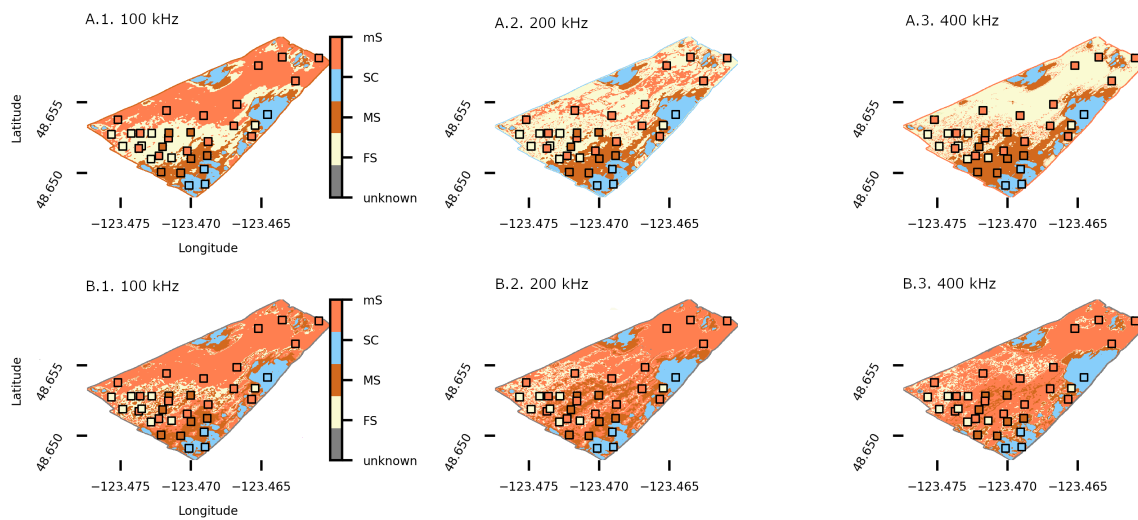 A.1. 100 kHz
A.2. 200 kHz
A.3. 400 kHz
mS
SC
MS
FS
unknown
Latitude
48.655
48.650
48.655
48.650
48.655
48.650
−123.475 −123.470 −123.465
−123.475 −123.470 −123.465
−123.475 −123.470 −123.465
Longitude
B.1. 100 kHz
B.2. 200 kHz
B.3. 400 kHz
mS
SC
MS
FS
unknown
Latitude
48.655
48.650
48.655
48.650
48.655
48.650
−123.475 −123.470 −123.465
−123.475 −123.470 −123.465
−123.475 −123.470 −123.465
Longitude